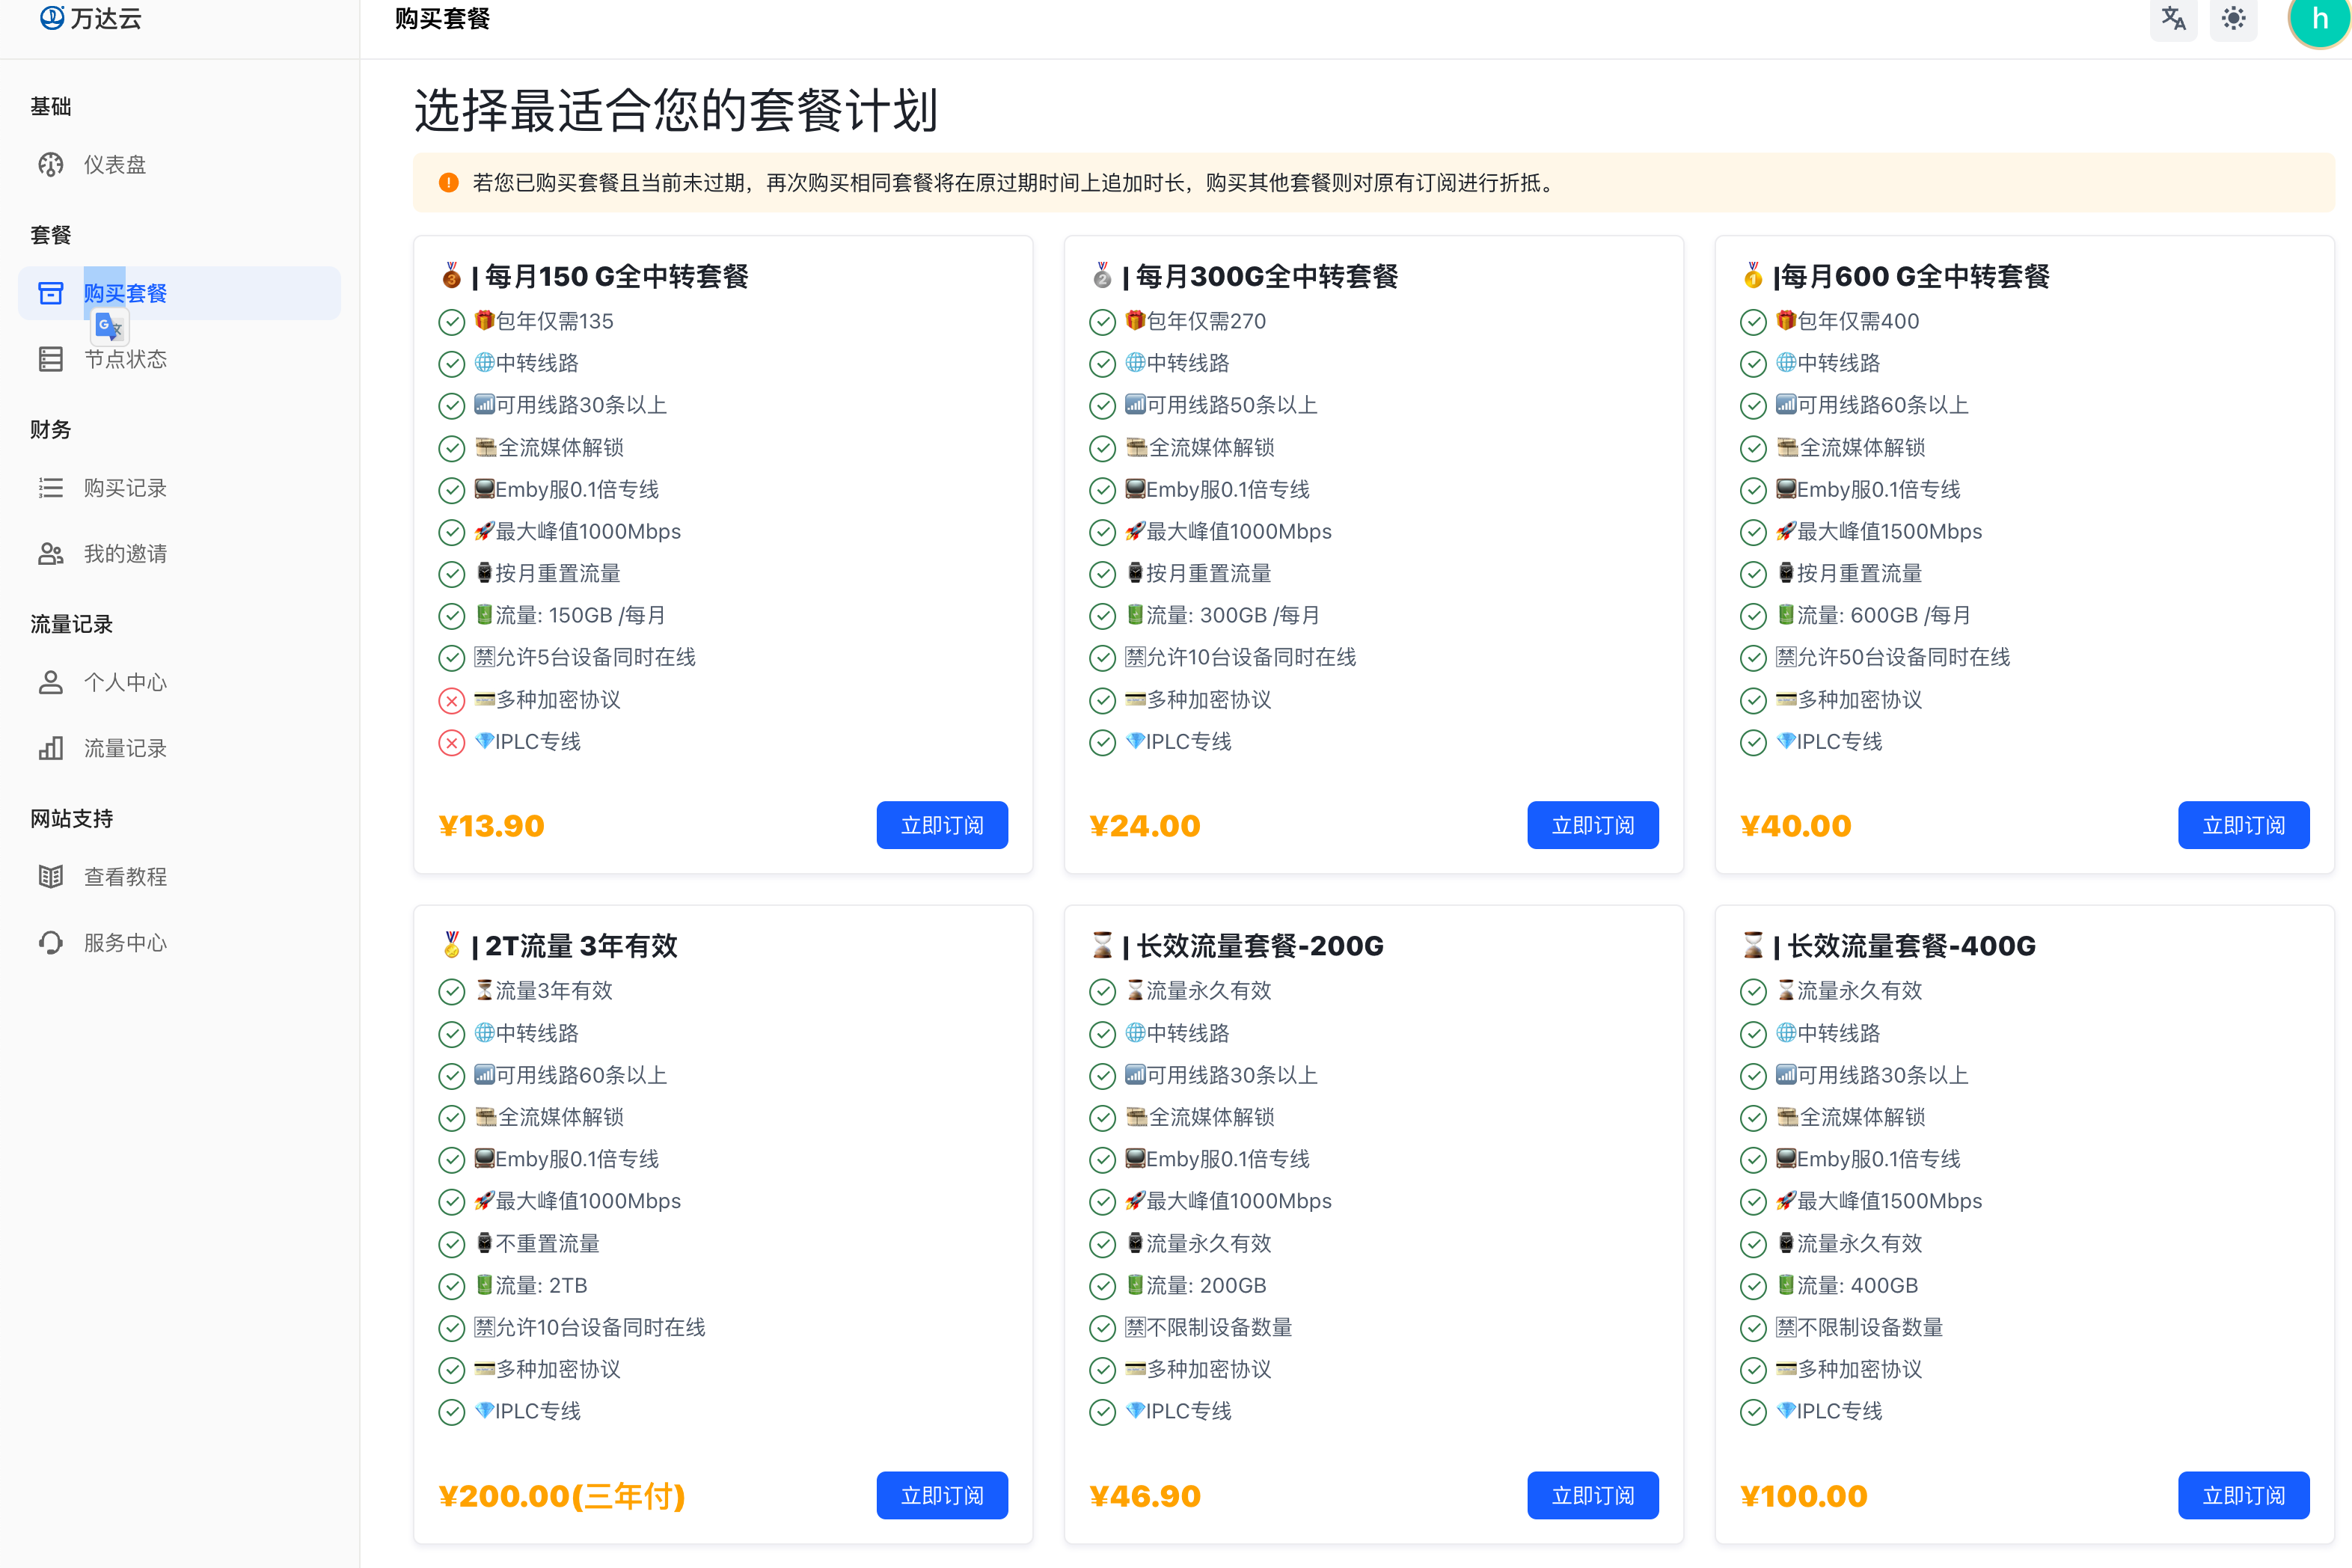 万达云
购买套餐
基础
仪表盘
套餐
购买套餐
节点状态
财务
购买记录
我的邀请
流量记录
个人中心
流量记录
网站支持
查看教程
服务中心
h
选择最适合您的套餐计划
若您已购买套餐且当前未过期，再次购买相同套餐将在原过期时间上追加时长，购买其他套餐则对原有订阅进行折抵。
🥉 | 每月150 G全中转套餐
🎁包年仅需135
🌐中转线路
📶可用线路30条以上
全流媒体解锁
📺Emby服0.1倍专线
🚀最大峰值1000Mbps
⌚按月重置流量
🔋流量: 150GB /每月
🈲允许5台设备同时在线
💳多种加密协议
💎IPLC专线
¥13.90
立即订阅
🥈 | 每月300G全中转套餐
🎁包年仅需270
🌐中转线路
📶可用线路50条以上
全流媒体解锁
📺Emby服0.1倍专线
🚀最大峰值1000Mbps
⌚按月重置流量
🔋流量: 300GB /每月
🈲允许10台设备同时在线
💳多种加密协议
💎IPLC专线
¥24.00
立即订阅
🥇 |每月600 G全中转套餐
🎁包年仅需400
🌐中转线路
📶可用线路60条以上
全流媒体解锁
📺Emby服0.1倍专线
🚀最大峰值1500Mbps
⌚按月重置流量
🔋流量: 600GB /每月
🈲允许50台设备同时在线
💳多种加密协议
💎IPLC专线
¥40.00
立即订阅
🏅 | 2T流量 3年有效
⏳流量3年有效
🌐中转线路
📶可用线路60条以上
全流媒体解锁
📺Emby服0.1倍专线
🚀最大峰值1000Mbps
⌚不重置流量
🔋流量: 2TB
🈲允许10台设备同时在线
💳多种加密协议
💎IPLC专线
¥200.00(三年付)
立即订阅
⌛ | 长效流量套餐-200G
⌛流量永久有效
🌐中转线路
📶可用线路30条以上
全流媒体解锁
📺Emby服0.1倍专线
🚀最大峰值1000Mbps
⌚流量永久有效
🔋流量: 200GB
🈲不限制设备数量
💳多种加密协议
💎IPLC专线
¥46.90
立即订阅
⌛ | 长效流量套餐-400G
⌛流量永久有效
🌐中转线路
📶可用线路30条以上
全流媒体解锁
📺Emby服0.1倍专线
🚀最大峰值1500Mbps
⌚流量永久有效
🔋流量: 400GB
🈲不限制设备数量
💳多种加密协议
💎IPLC专线
¥100.00
立即订阅